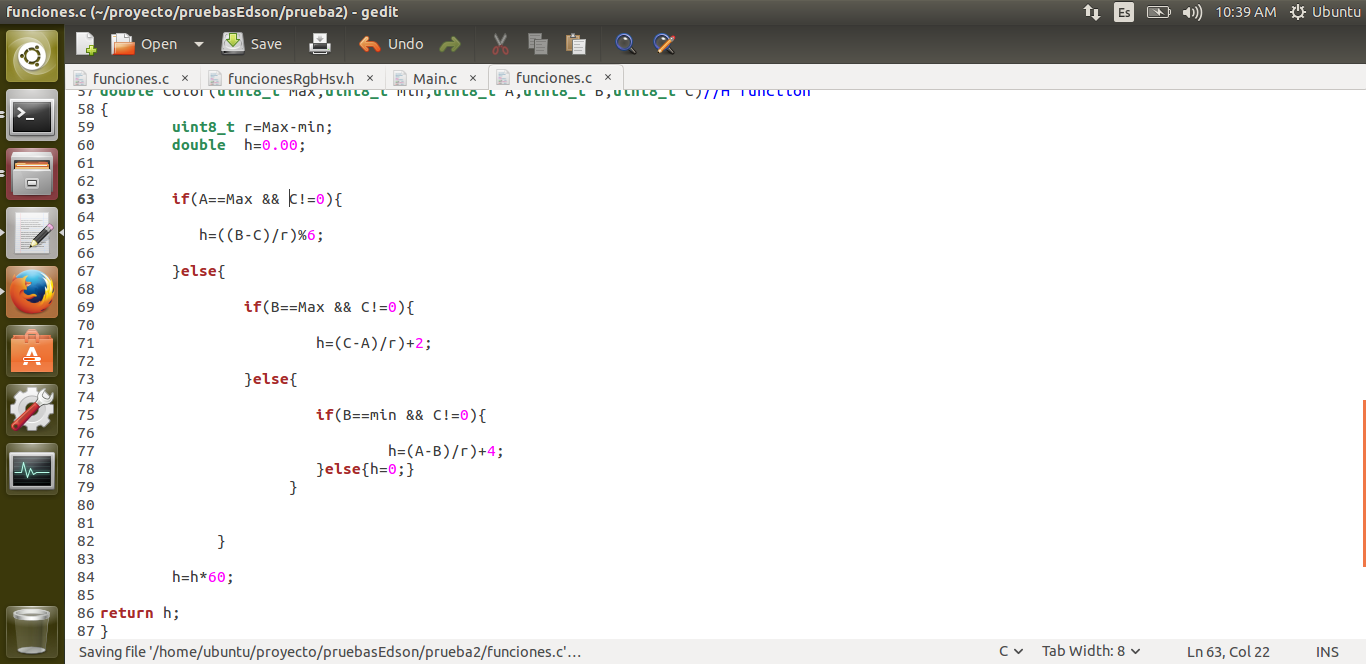 funciones.c (~/proyecto/pruebasEdson/prueba2) - gedit
Es
10:39 AM
Ubuntu
Open
Save
Undo
funciones.c ×
funcionesRgbHsv.h ×
Main.c ×
funciones.c ×
57 double Color(uint8_t Max,uint8_t min,uint8_t A,uint8_t B,uint8_t C)//H function
58 {
59 uint8_t r=Max-min;
60 double  h=0.00;
61
62
63 if(A==Max && C!=0){
64
65 h=((B-C)/r)%6;
66
67 }else{
68
69 if(B==Max && C!=0){
70
71 h=(C-A)/r)+2;
72
73 }else{
74
75 if(B==min && C!=0){
76
77 h=(A-B)/r)+4;
78 }else{h=0;}
79 }
80
81
82 }
83
84 h=h*60;
85
86 return h;
87 }
Saving file '/home/ubuntu/proyecto/pruebasEdson/prueba2/funciones.c'...
C
Tab Width: 8
Ln 63, Col 22
INS